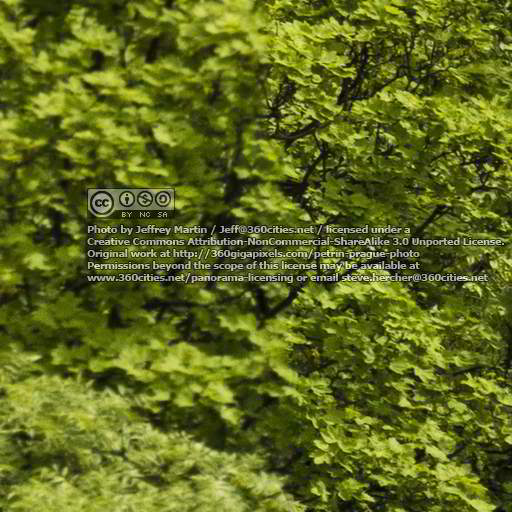 cc
BY NC SA
Photo by Jeffrey Martin / Jeff@360cities.net / licensed under a
Creative Commons Attribution-NonCommercial-ShareAlike 3.0 Unported License.
Original work at http://360gigapixels.com/petrin-prague-photo
Permissions beyond the scope of this license may be available at
www.360cities.net/panorama-licensing or email steve.hercher@360cities.net